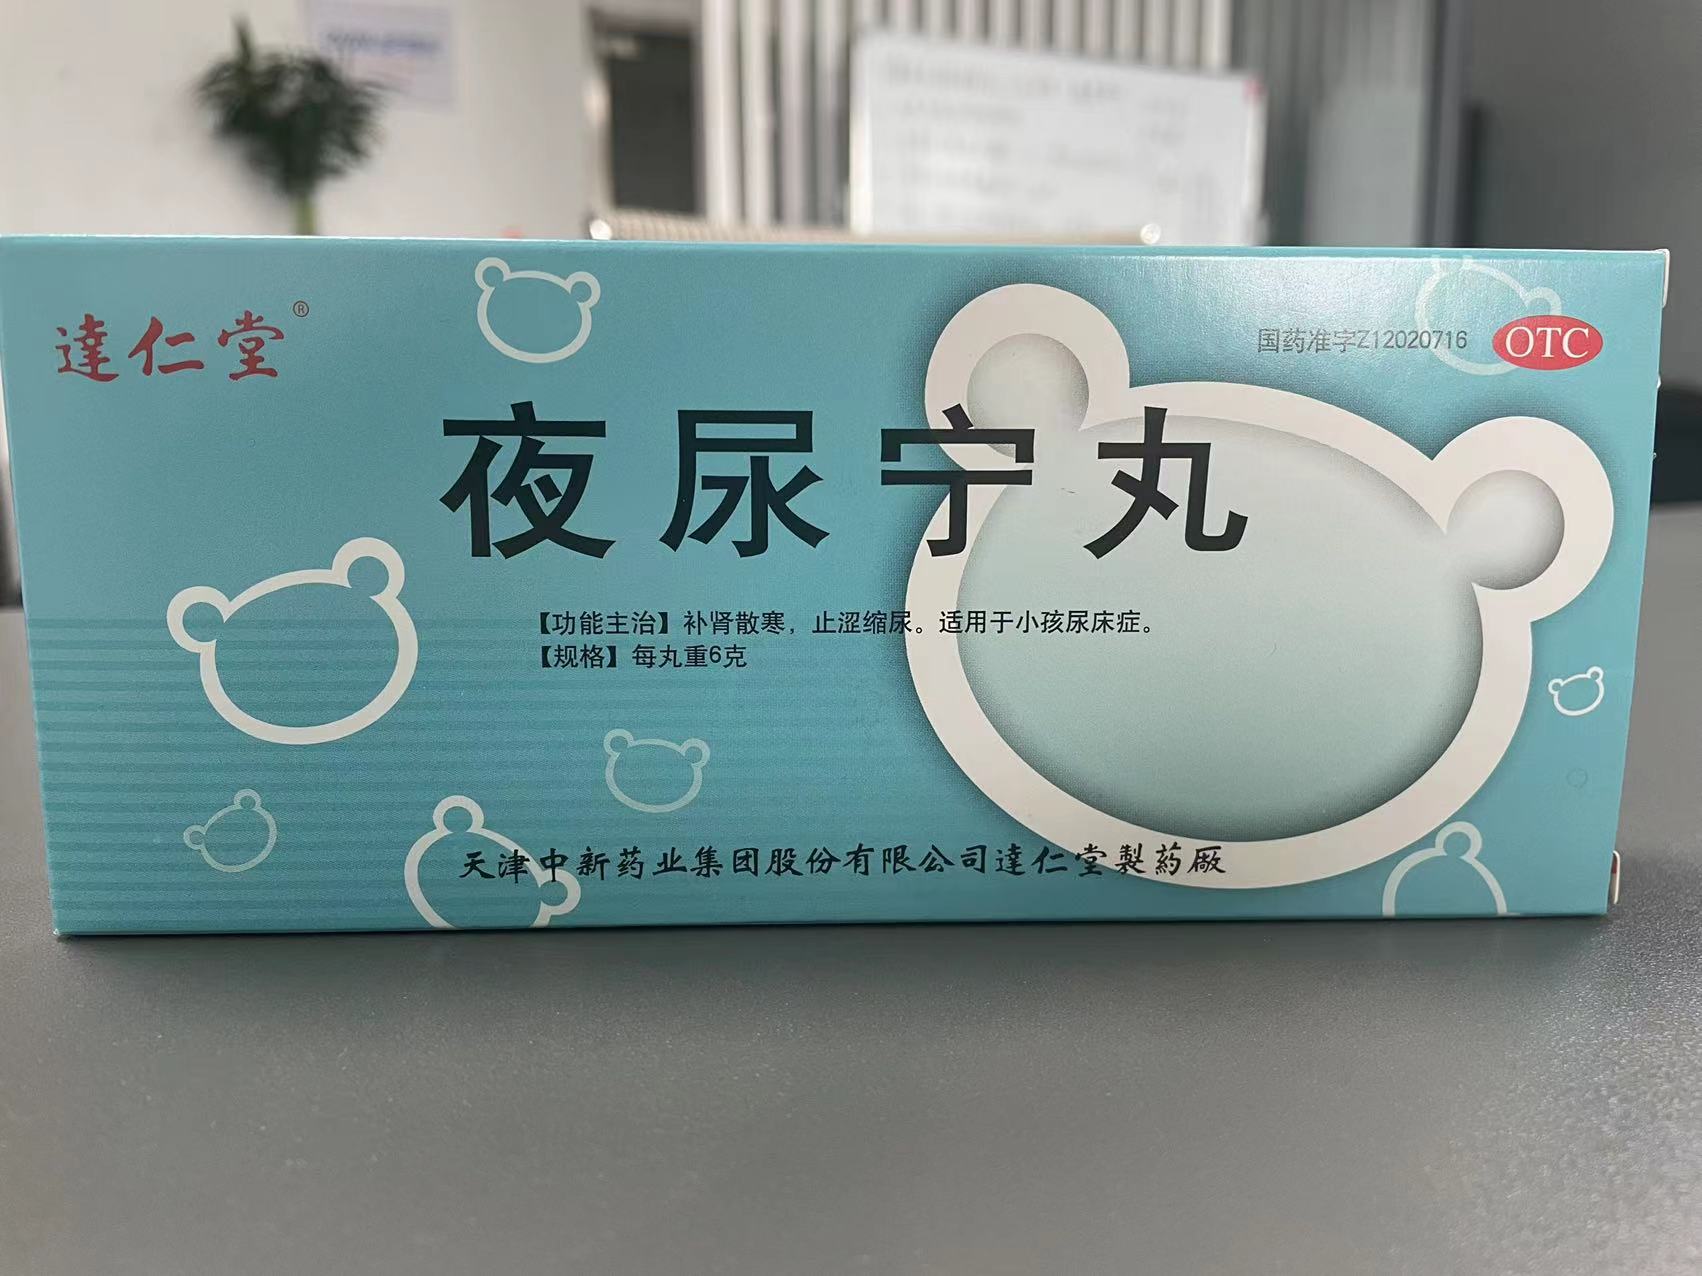 達仁堂®
国药准字Z12020716 OTC
夜尿宁丸
【功能主治】补肾散寒，止涩缩尿。适用于小孩尿床症。
【规格】每丸重6克
天津中新药业集团股份有限公司達仁堂製药廠